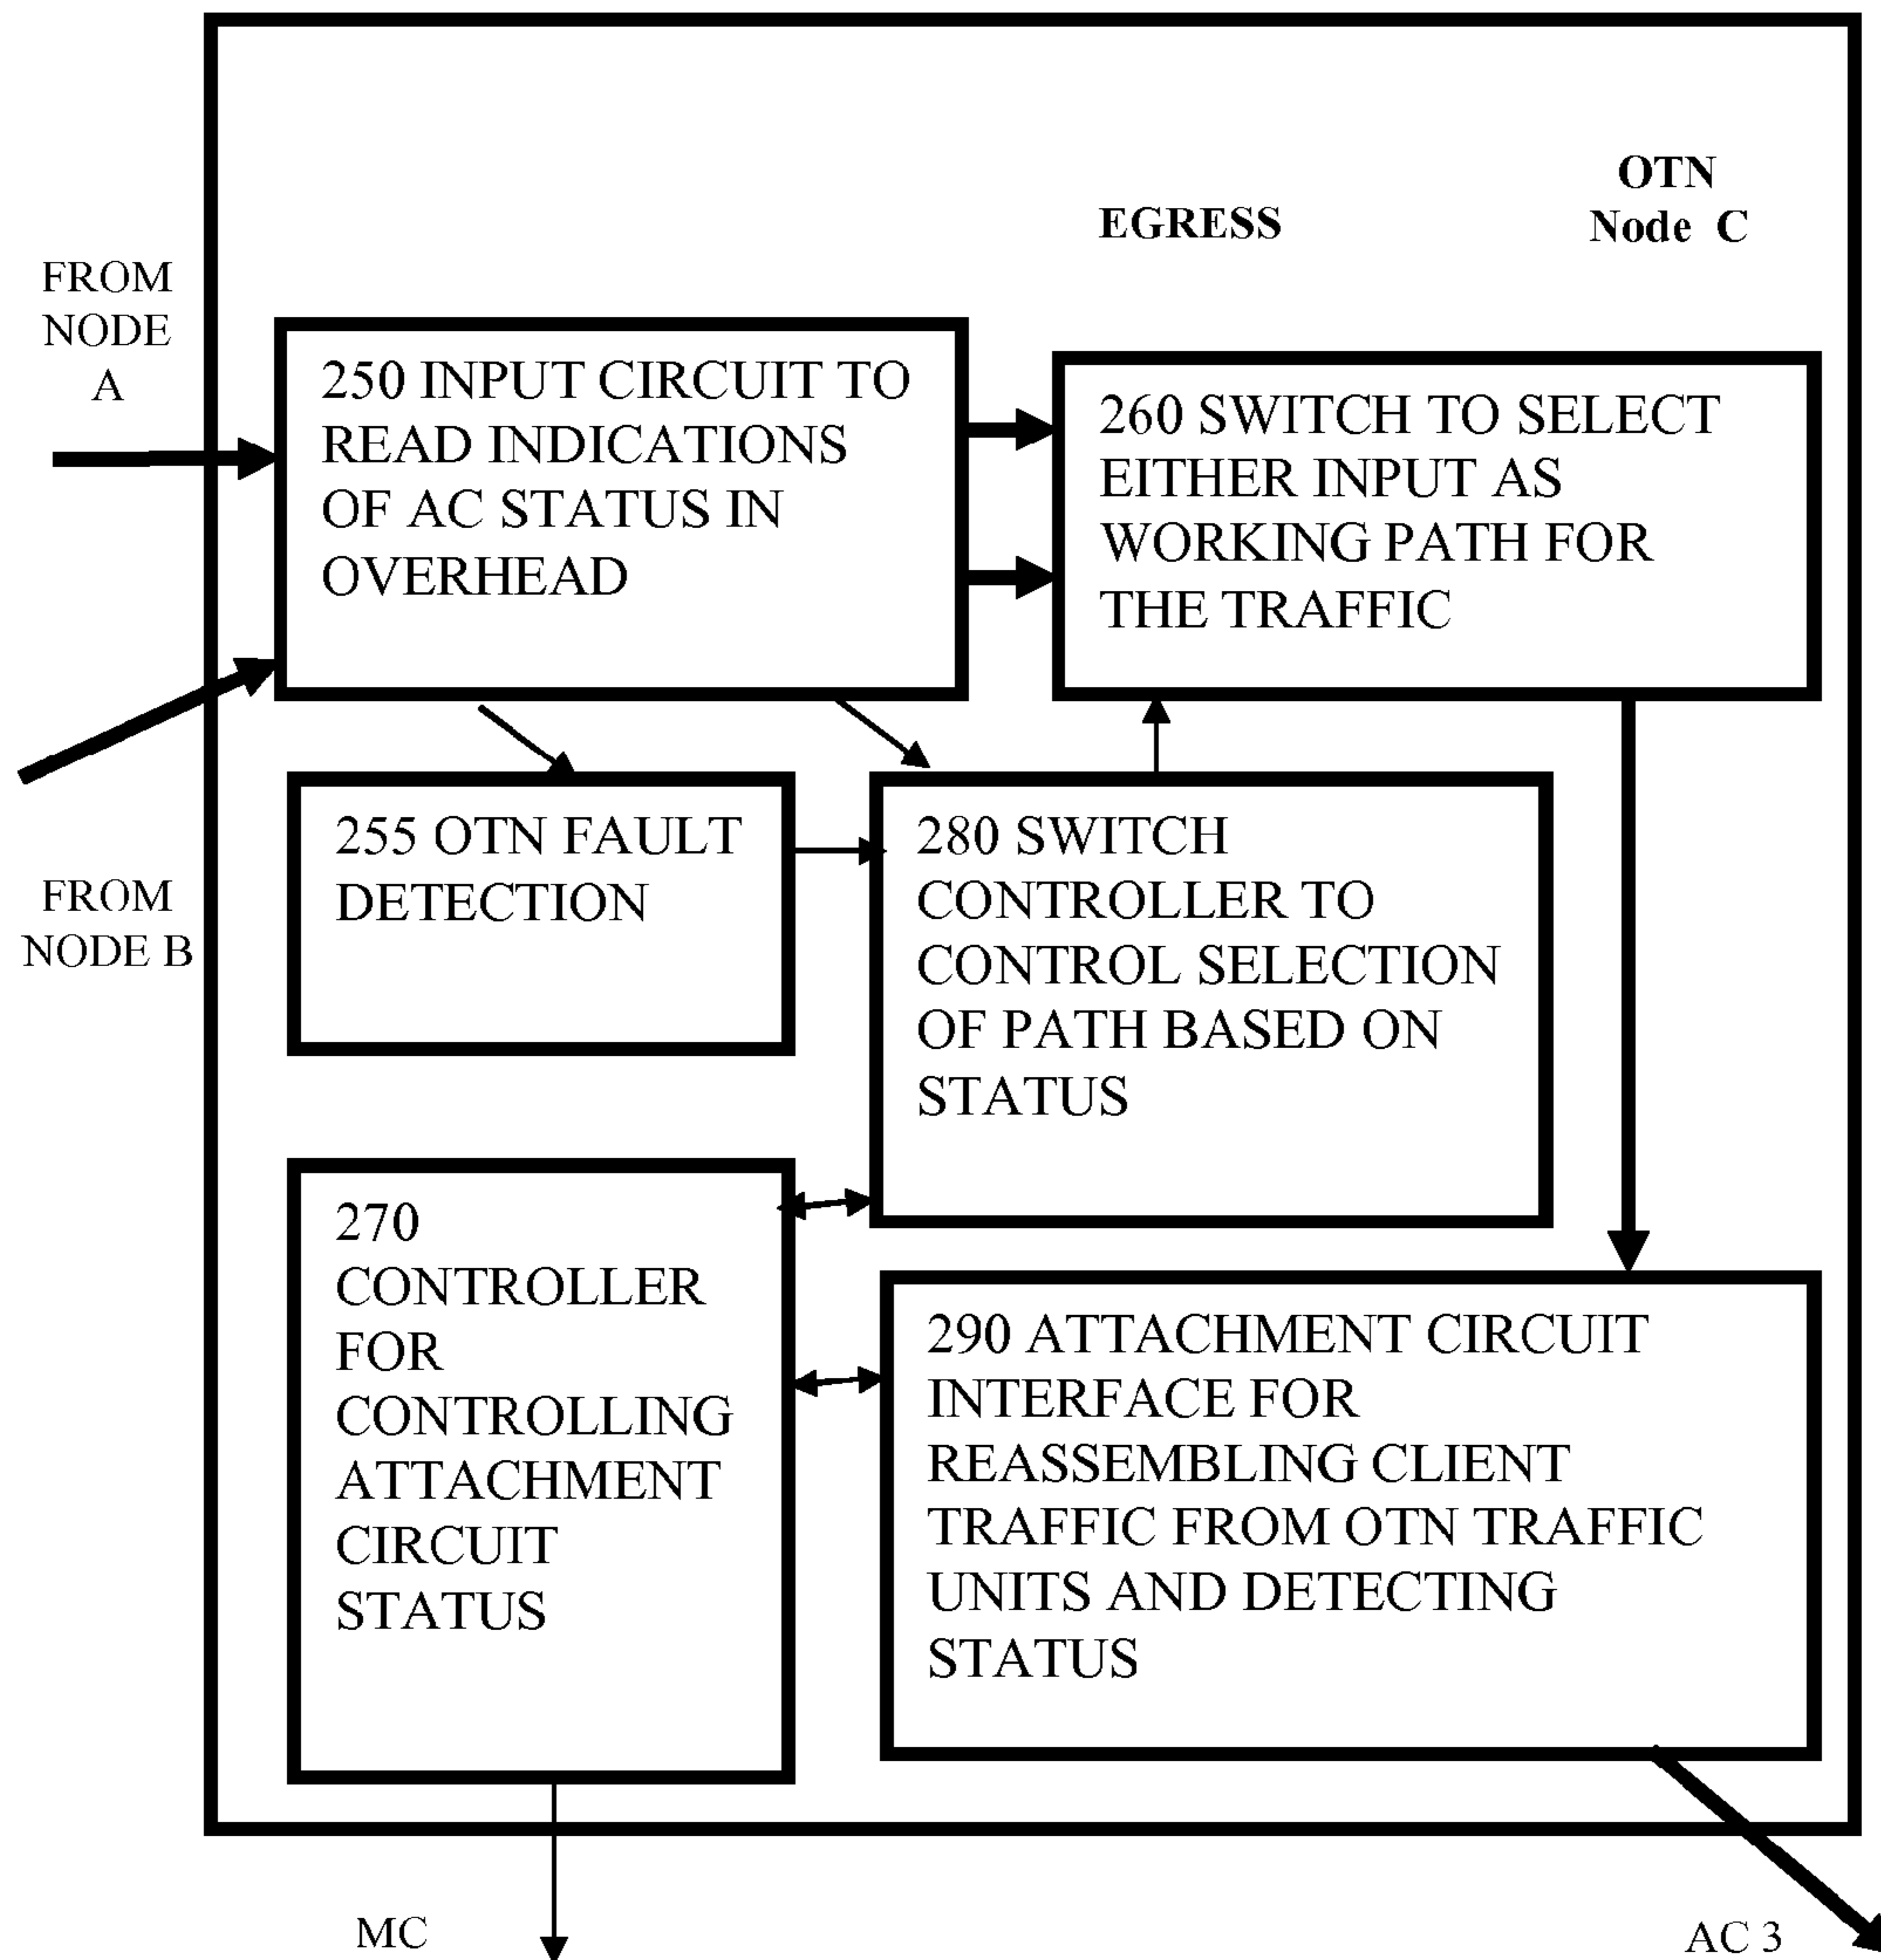 OTN
Node C
EGRESS
FROM
NODE
A
250 INPUT CIRCUIT TO
READ INDICATIONS
OF AC STATUS IN
OVERHEAD
260 SWITCH TO SELECT
EITHER INPUT AS
WORKING PATH FOR
THE TRAFFIC
FROM
NODE B
255 OTN FAULT
DETECTION
280 SWITCH
CONTROLLER TO
CONTROL SELECTION
OF PATH BASED ON
STATUS
270
CONTROLLER
FOR
CONTROLLING
ATTACHMENT
CIRCUIT
STATUS
290 ATTACHMENT CIRCUIT
INTERFACE FOR
REASSEMBLING CLIENT
TRAFFIC FROM OTN TRAFFIC
UNITS AND DETECTING
STATUS
MC
AC 3